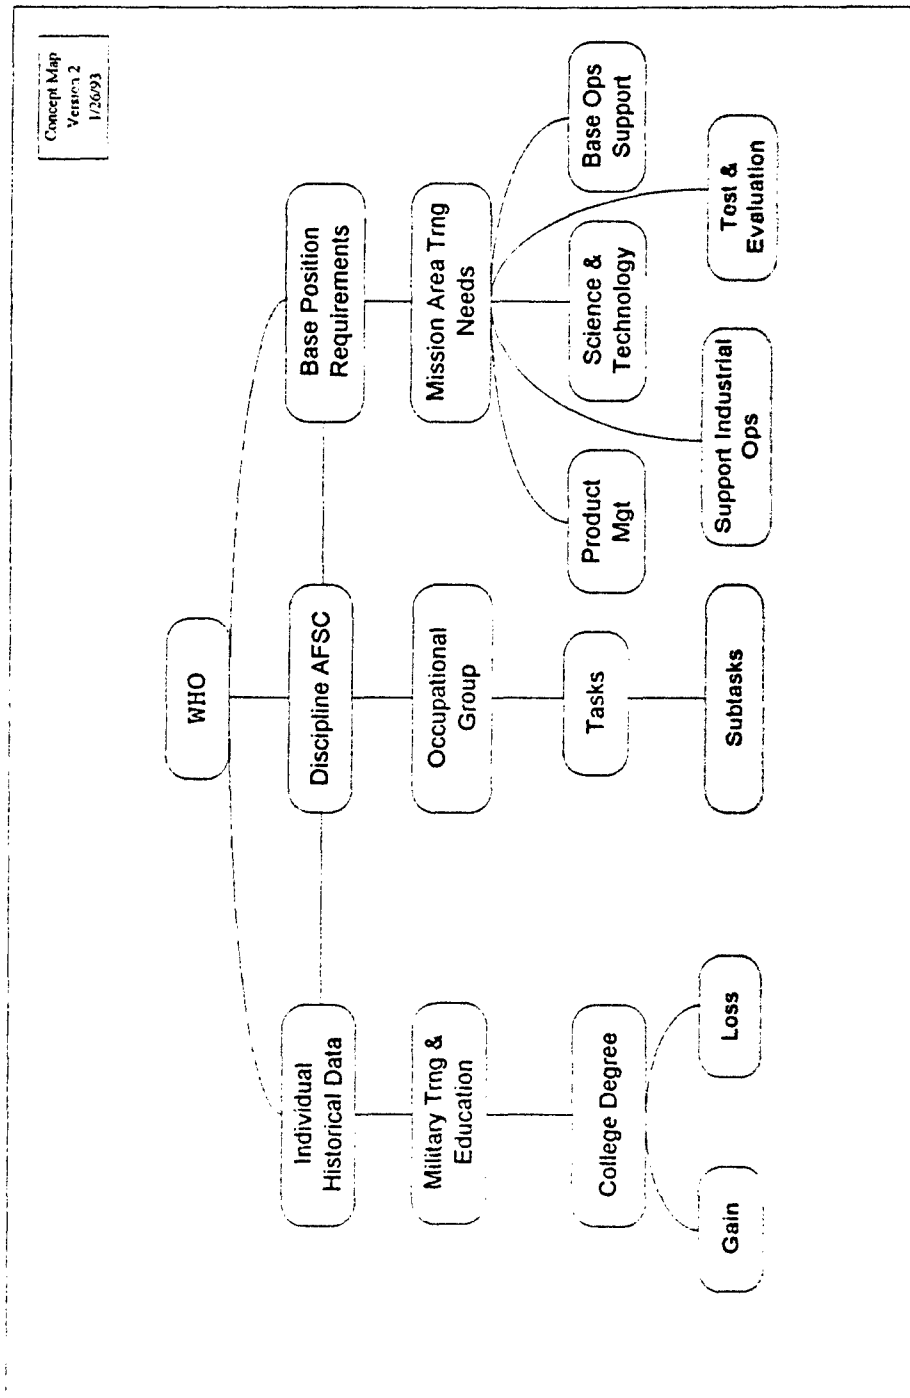 Concept Map
Version 2
1/26/93
WHO
Individual
Historical Data
Discipline AFSC
Base Position
Requirements
Military Trng &
Education
Occupational
Group
Mission Area Trng
Needs
College Degree
Tasks
Product
Mgt
Science &
Technology
Base Ops
Support
Gain
Loss
Subtasks
Support Industrial
Ops
Test &
Evaluation